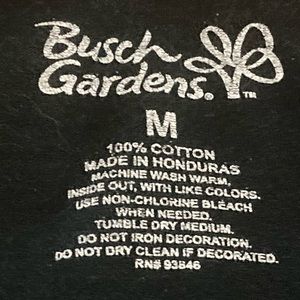 Busch
Gardens®
™
M
100% COTTON
MADE IN HONDURAS
MACHINE WASH WARM,
INSIDE OUT, WITH LIKE COLORS.
USE NON-CHLORINE BLEACH
WHEN NEEDED.
TUMBLE DRY MEDIUM.
DO NOT IRON DECORATION.
DO NOT DRY CLEAN IF DECORATED.
RN# 93846